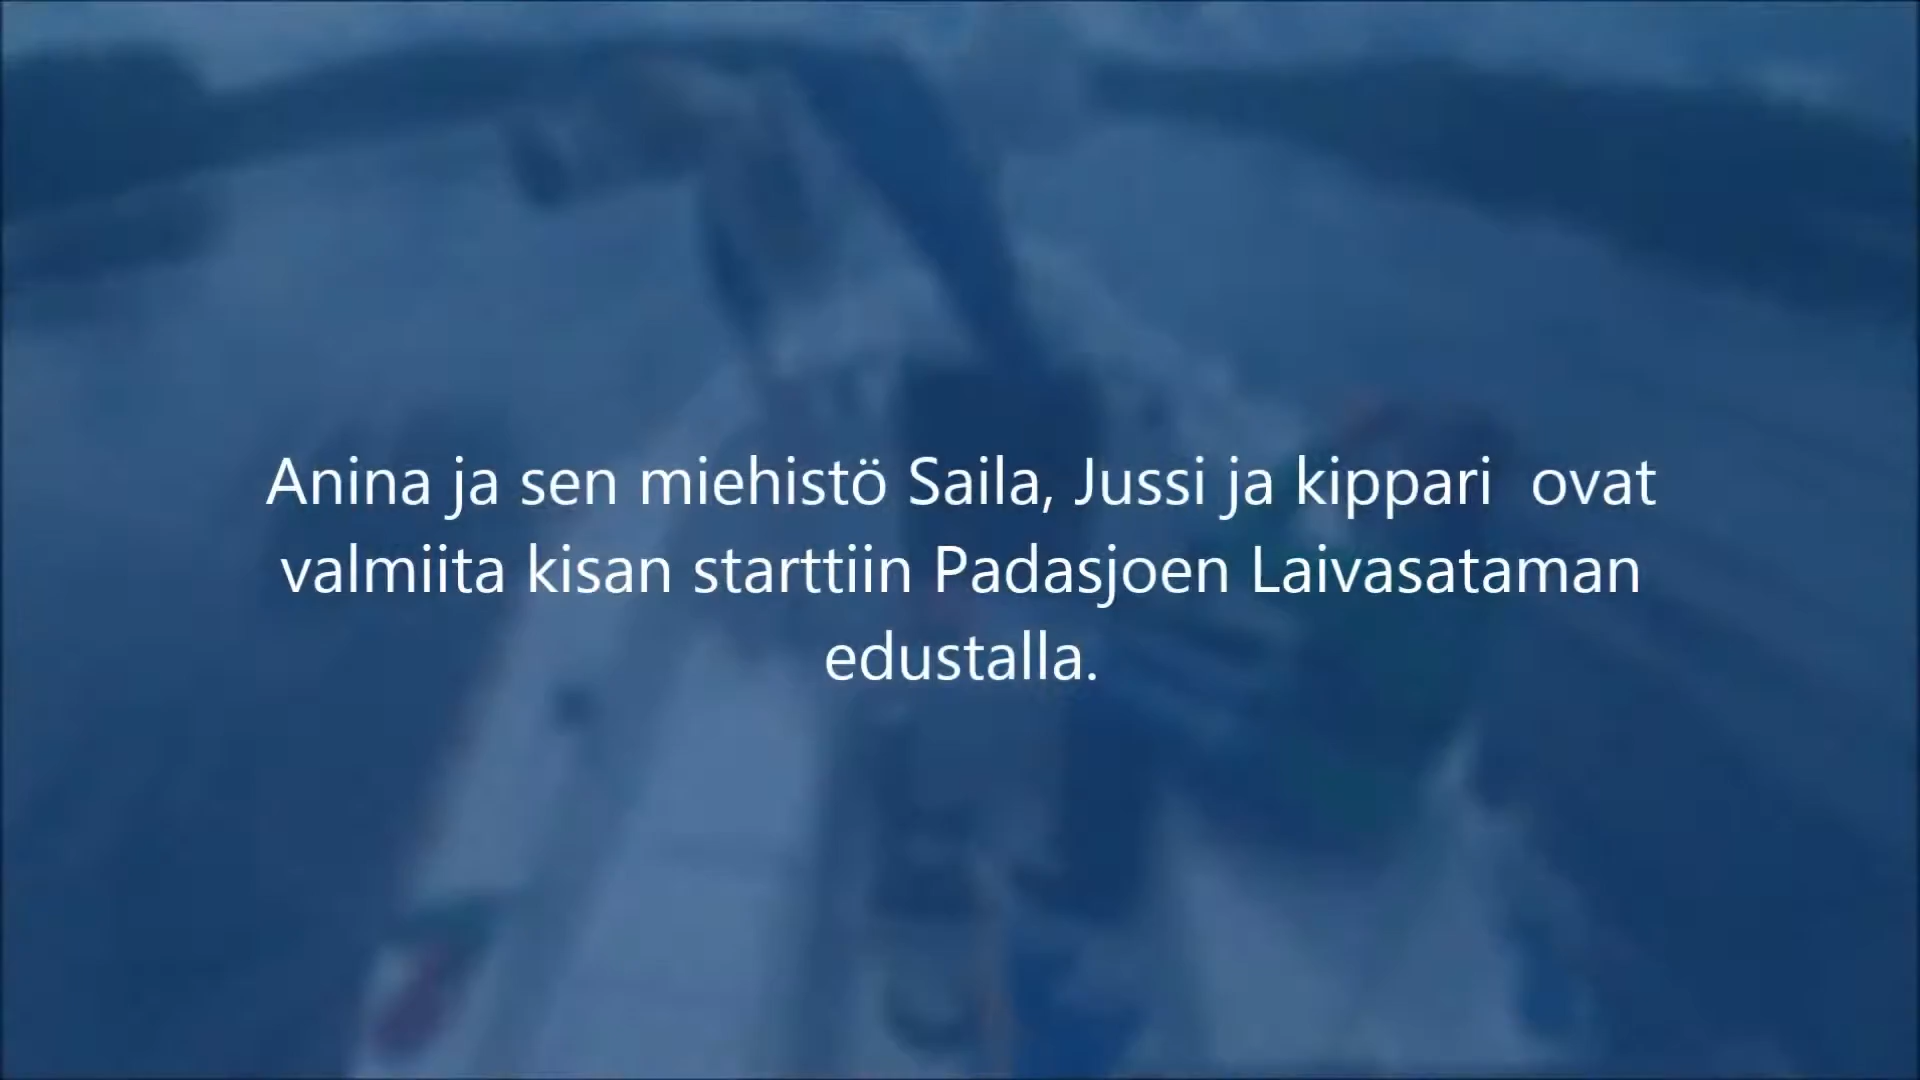 Anina ja sen miehistö Saila, Jussi ja kippari  ovat
valmiita kisan starttiin Padasjoen Laivasataman
edustalla.